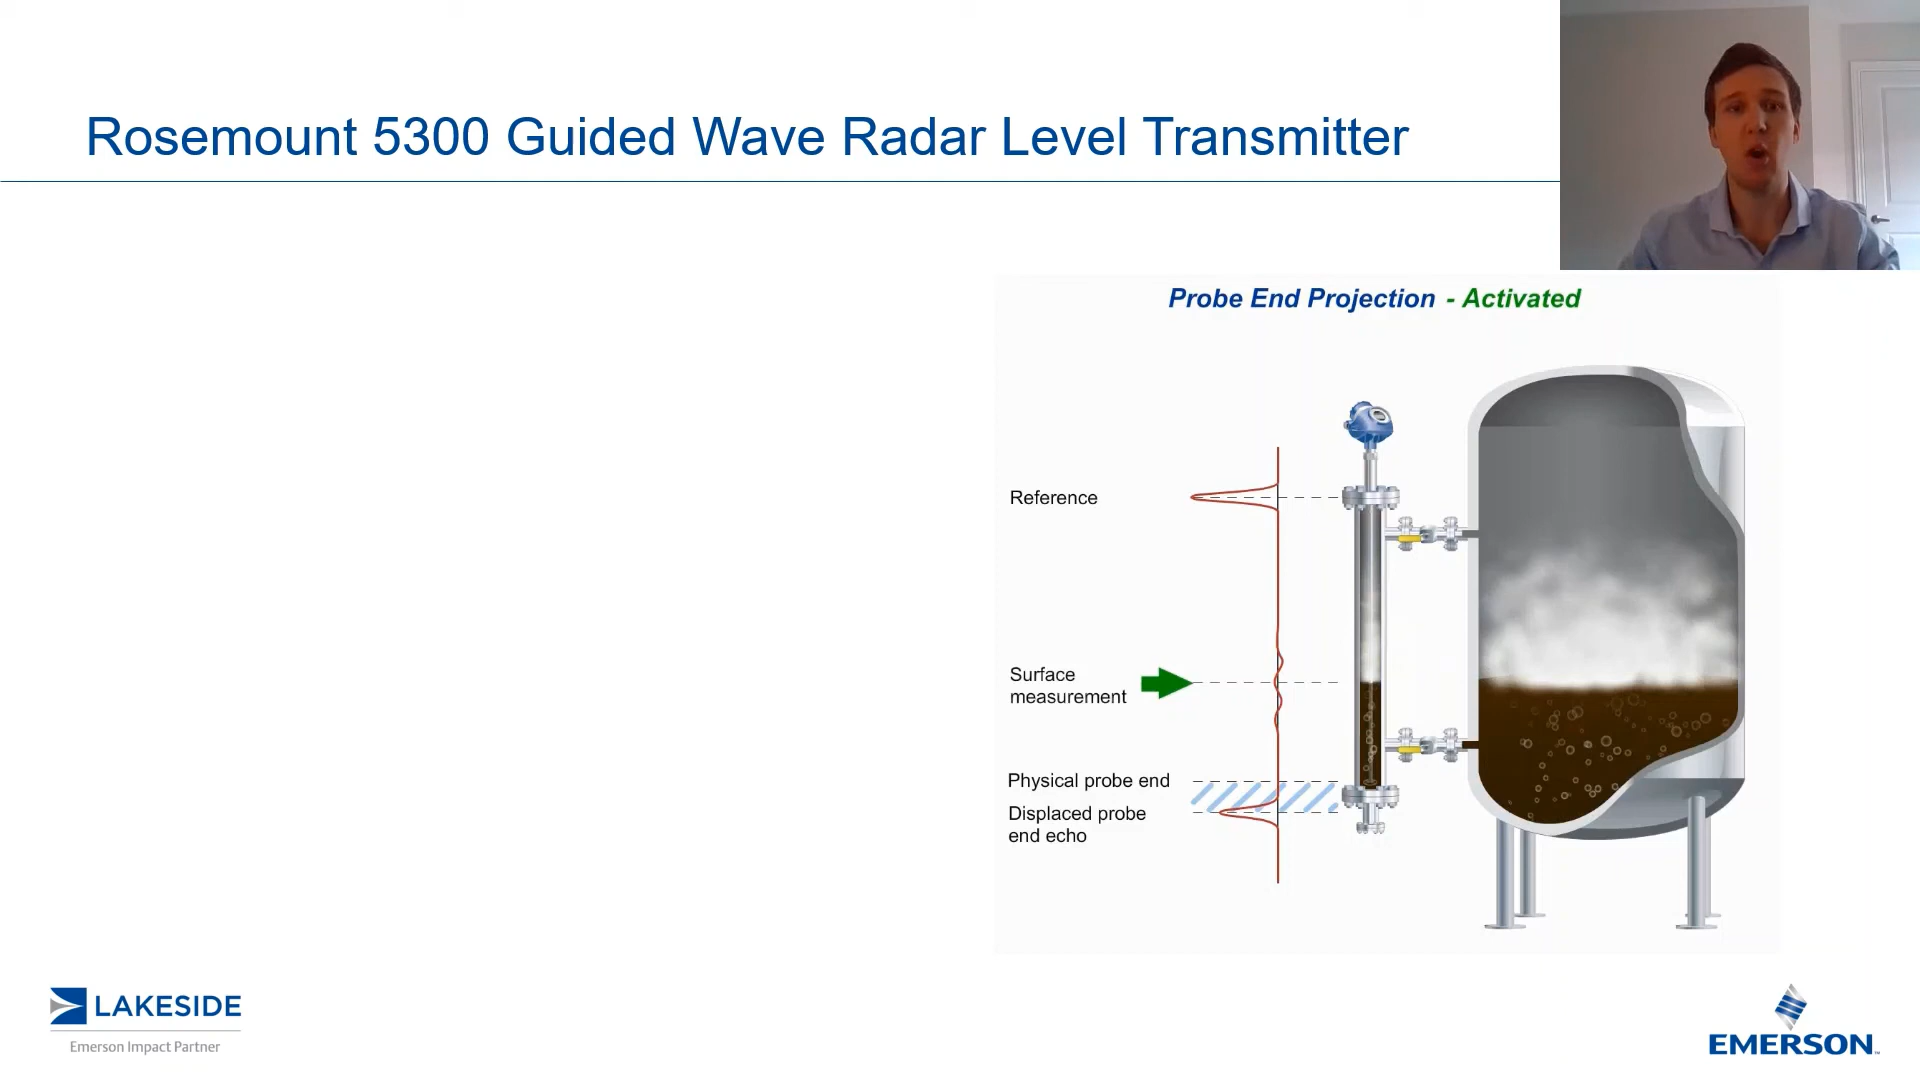 Rosemount 5300 Guided Wave Radar Level Transmitter
Probe End Projection - Activated
Reference
Surface
measurement
Physical probe end
Displaced probe
end echo
LAKESIDE
Emerson Impact Partner
EMERSON™